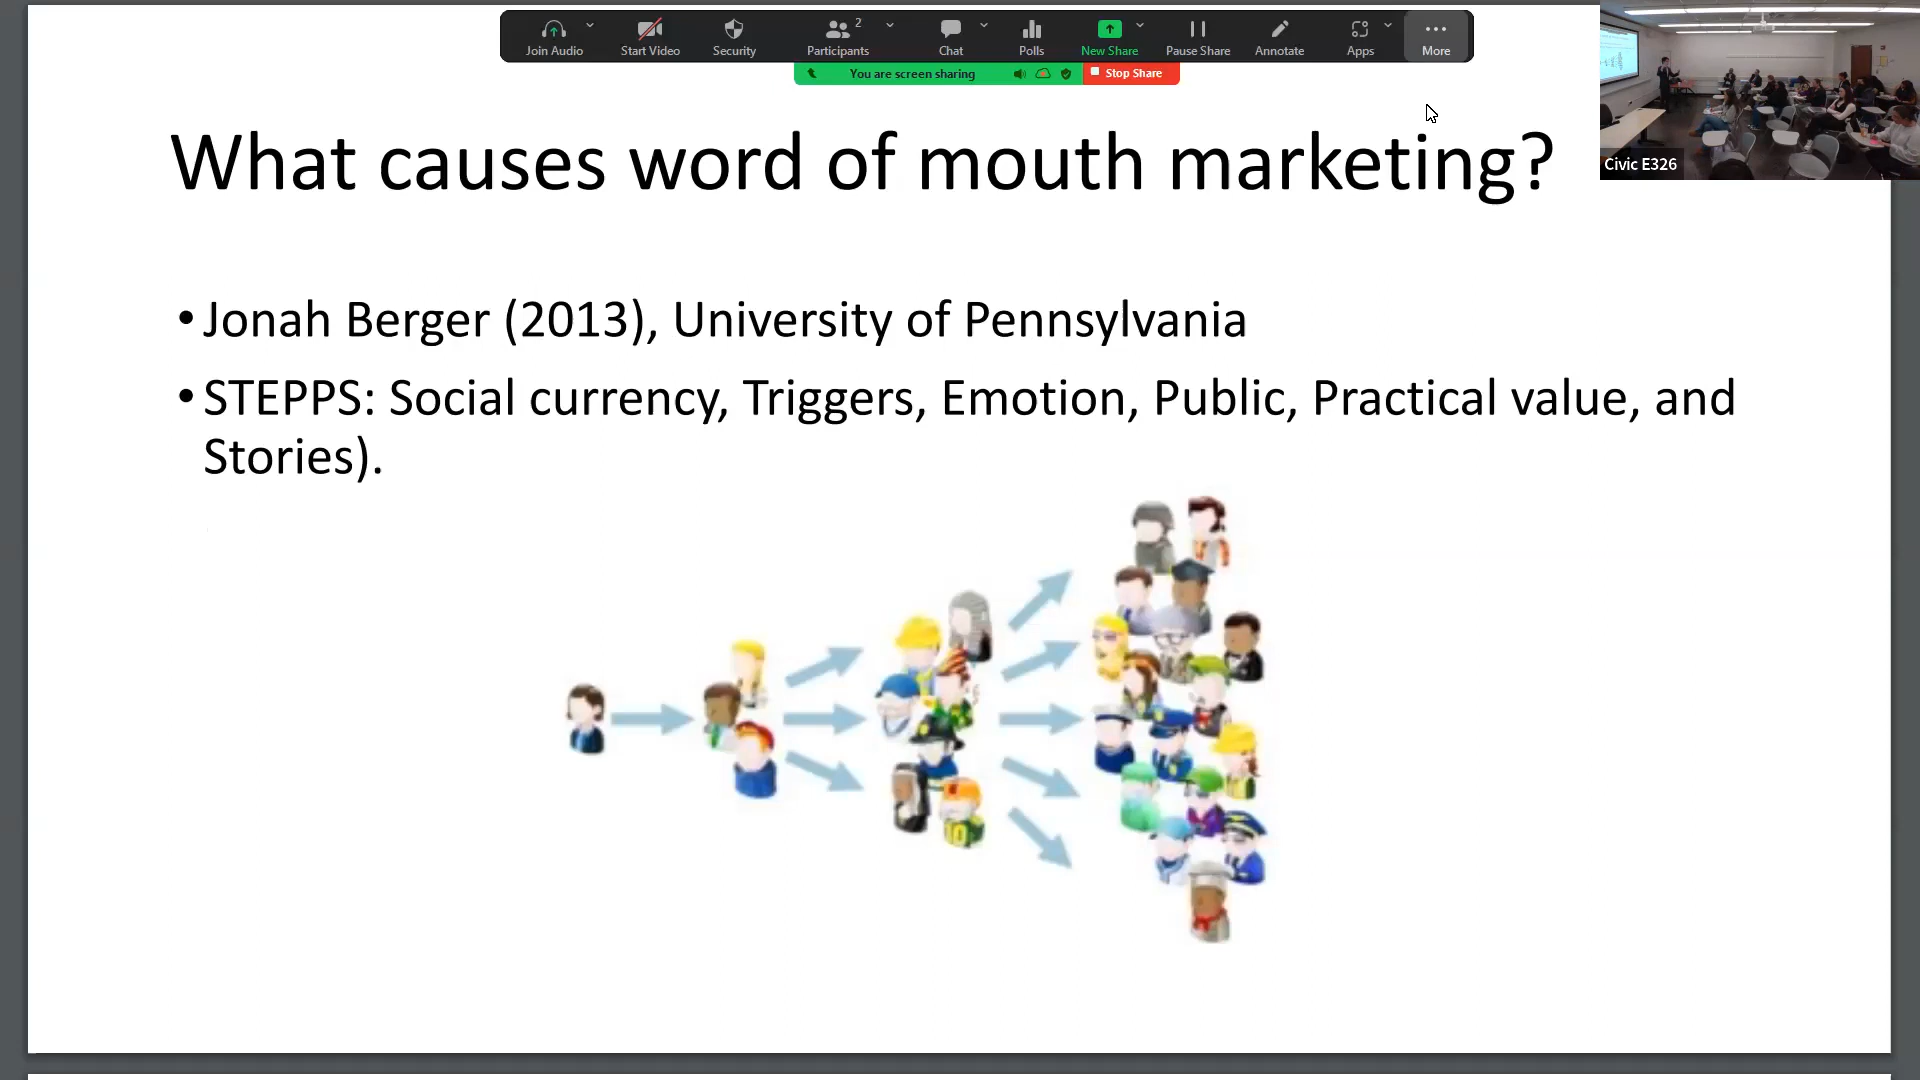 Join Audio
Start Video
Security
Participants
2
Chat
Polls
New Share
Pause Share
Annotate
Apps
More
You are screen sharing
Stop Share
Civic E326
What causes word of mouth marketing?
•Jonah Berger (2013), University of Pennsylvania
•STEPPS: Social currency, Triggers, Emotion, Public, Practical value, and
Stories).
10